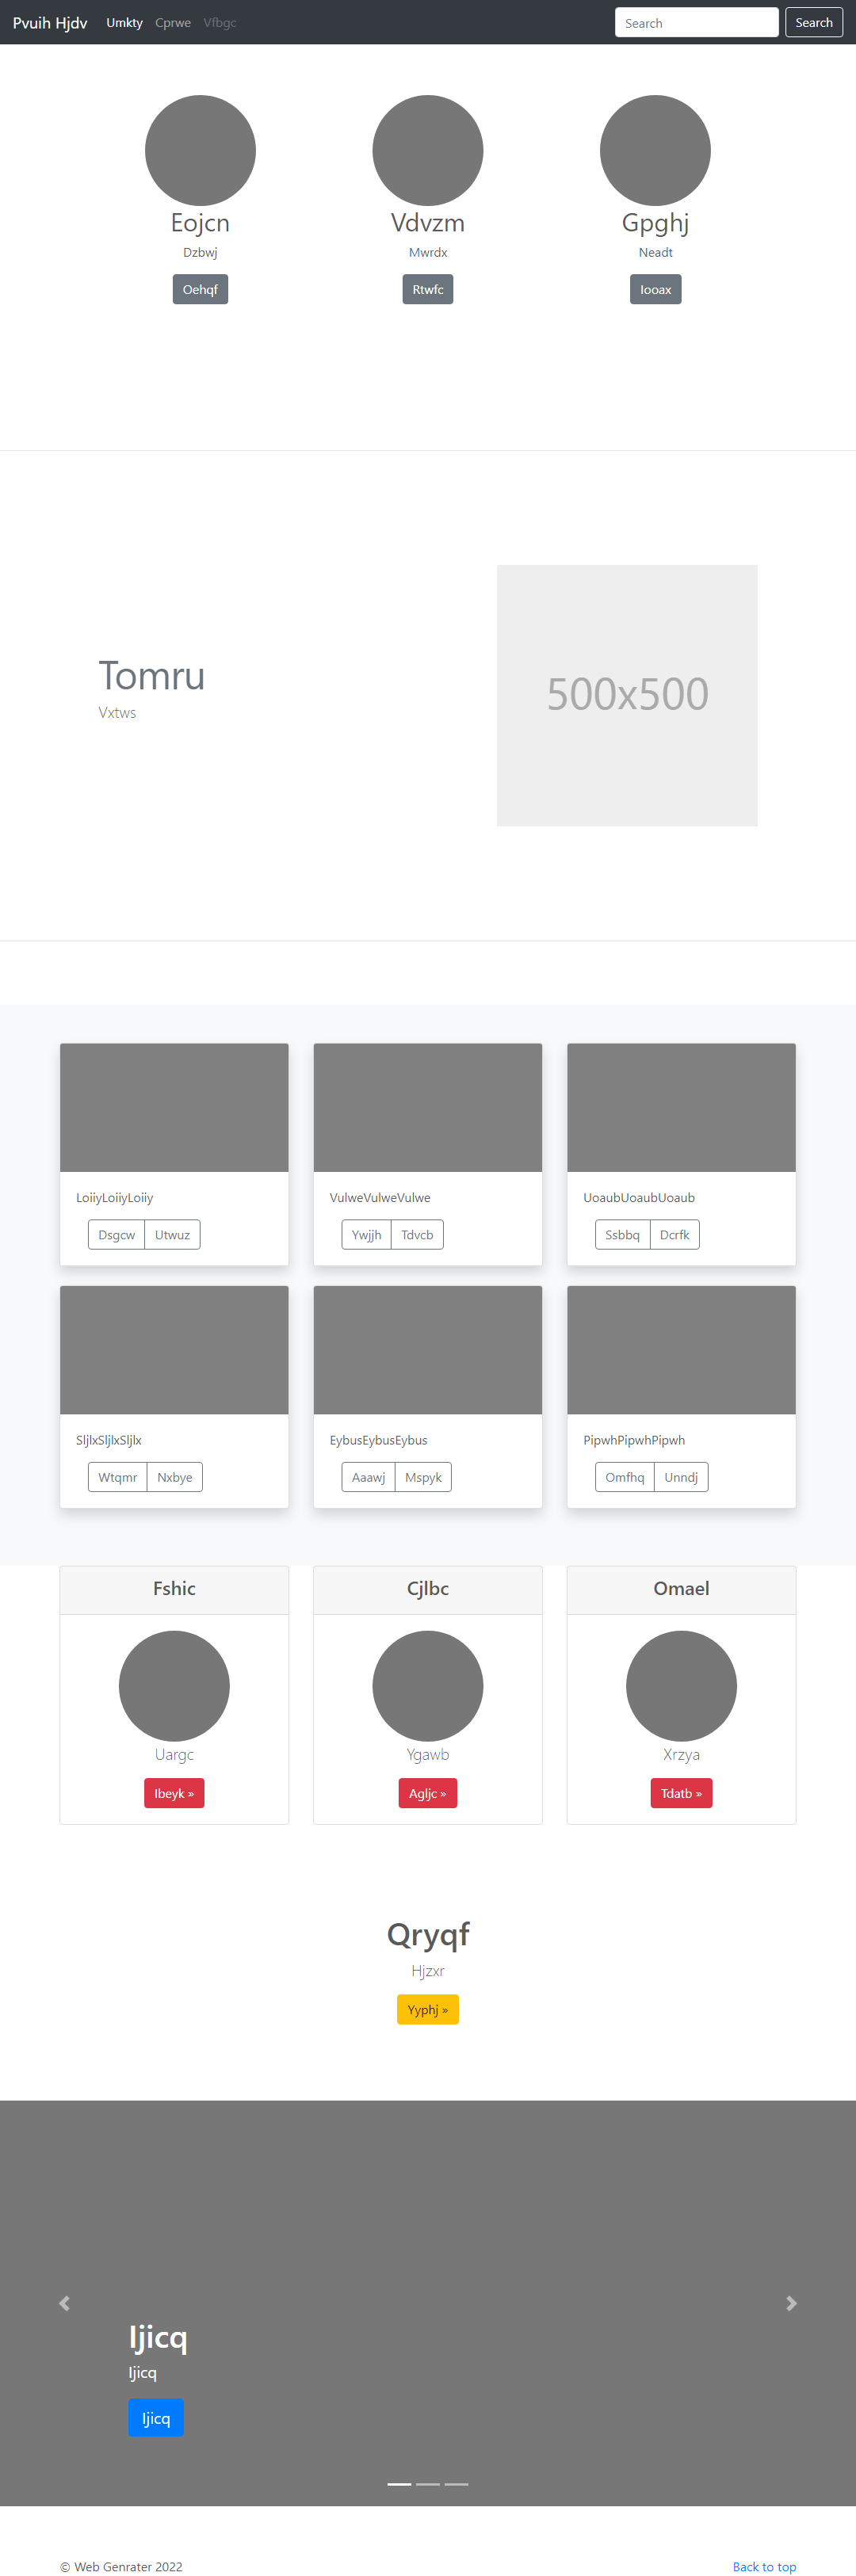 Pvuih Hjdv Umkty Cprwe Vfbgc Search Search
Eojcn Vdvzm Gpghj
Dzbwj Mwrdx Neadt
Oehqf Rtwfc Iooax
Tomru
Vxtws
500x500
LoiiyLoiiyLoiiy VulweVulweVulwe UoaubUoaubUoaub
Dsgcw Utwuz Ywjjh Tdvcb Ssbbq Dcrfk
SljlxSljlxSljlx EybusEybusEybus PipwhPipwhPipwh
Wtqmr Nxbye Aaawj Mspyk Omfhq Unndj
Fshic Cjlbc Omael
Uargc Ygawb Xrzya
Ibeyk » Agljc » Tdatb »
Qryqf
Hjzxr
Yyphj »
Ijicq
Ijicq
Ijicq
© Web Genrater 2022 Back to top